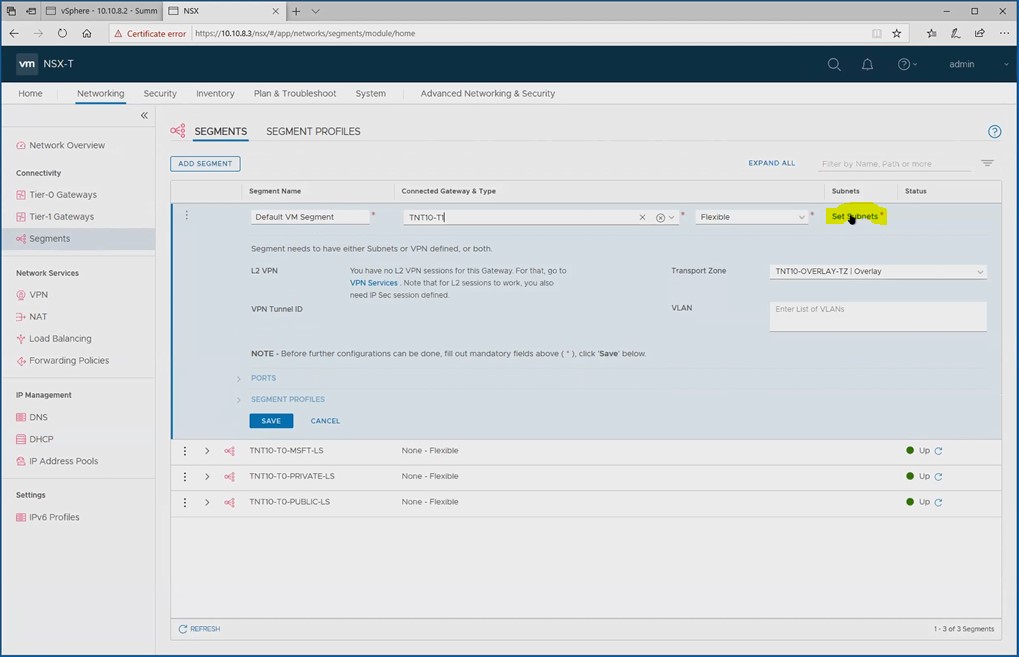 vSphere - 10.10.8.2 - Summ
NSX
Certificate error
https://10.10.8.3/nsx/#/app/networks/segments/module/home
vm NSX-T
admin
Home Networking Security Inventory Plan & Troubleshoot System Advanced Networking & Security
Network Overview
Connectivity
Tier-0 Gateways
Tier-1 Gateways
Segments
Network Services
VPN
NAT
Load Balancing
Forwarding Policies
IP Management
DNS
DHCP
IP Address Pools
Settings
IPv6 Profiles
SEGMENTS SEGMENT PROFILES
ADD SEGMENT EXPAND ALL Filter by Name, Path or more
Segment Name Connected Gateway & Type Subnets Status
Default VM Segment * TNT10-T1 * Flexible * Set Subnets *
Segment needs to have either Subnets or VPN defined, or both.
L2 VPN
You have no L2 VPN sessions for this Gateway. For that, go to
VPN Services . Note that for L2 sessions to work, you also
need IP Sec session defined.
Transport Zone TNT10-OVERLAY-TZ | Overlay
VPN Tunnel ID
VLAN Enter List of VLANs
NOTE - Before further configurations can be done, fill out mandatory fields above ( * ), click 'Save' below.
PORTS
SEGMENT PROFILES
SAVE CANCEL
TNT10-T0-MSFT-LS None - Flexible Up
TNT10-T0-PRIVATE-LS None - Flexible Up
TNT10-T0-PUBLIC-LS None - Flexible Up
REFRESH 1 - 3 of 3 Segments